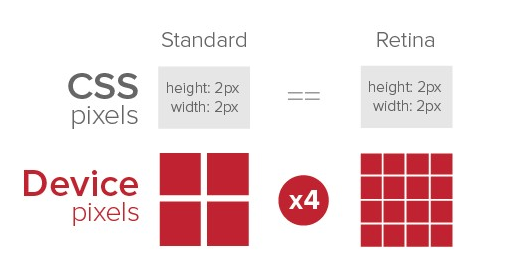 Standard
Retina
CSS
pixels
height: 2px
width: 2px
==
height: 2px
width: 2px
Device
pixels
x4